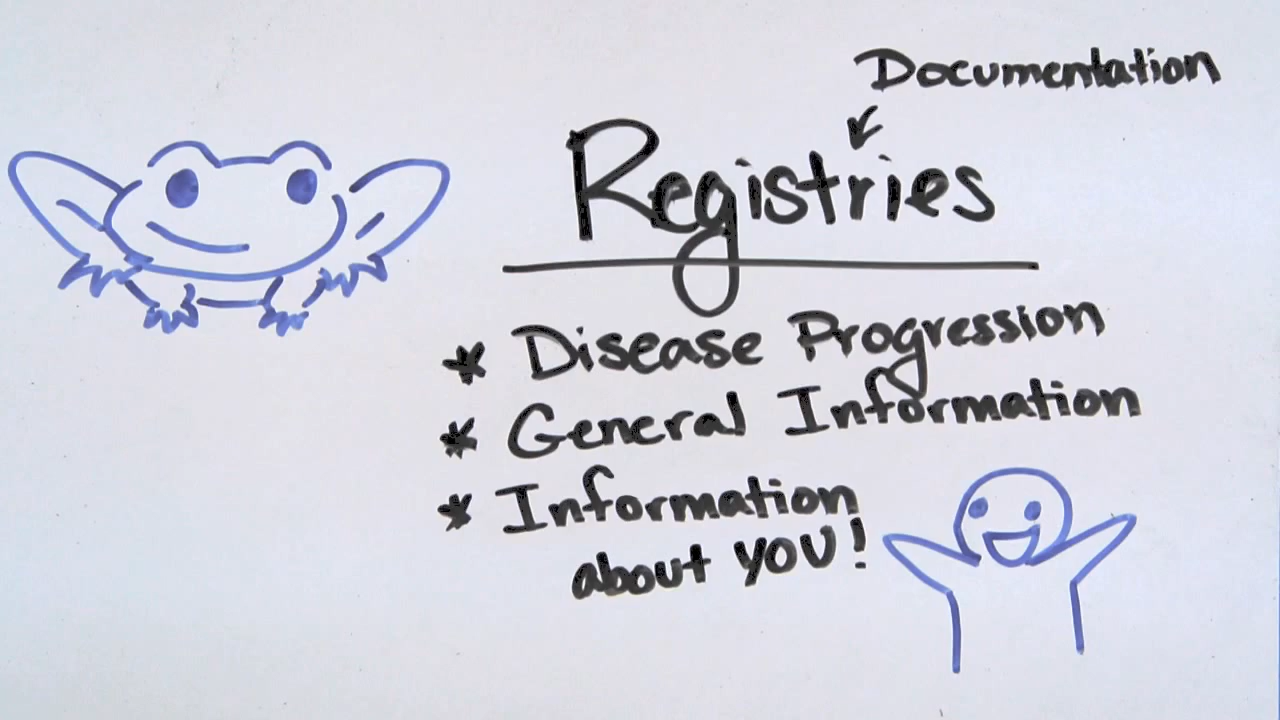 Documentation
Registries
* Disease Progression
* General Information
* Information
about YOU!